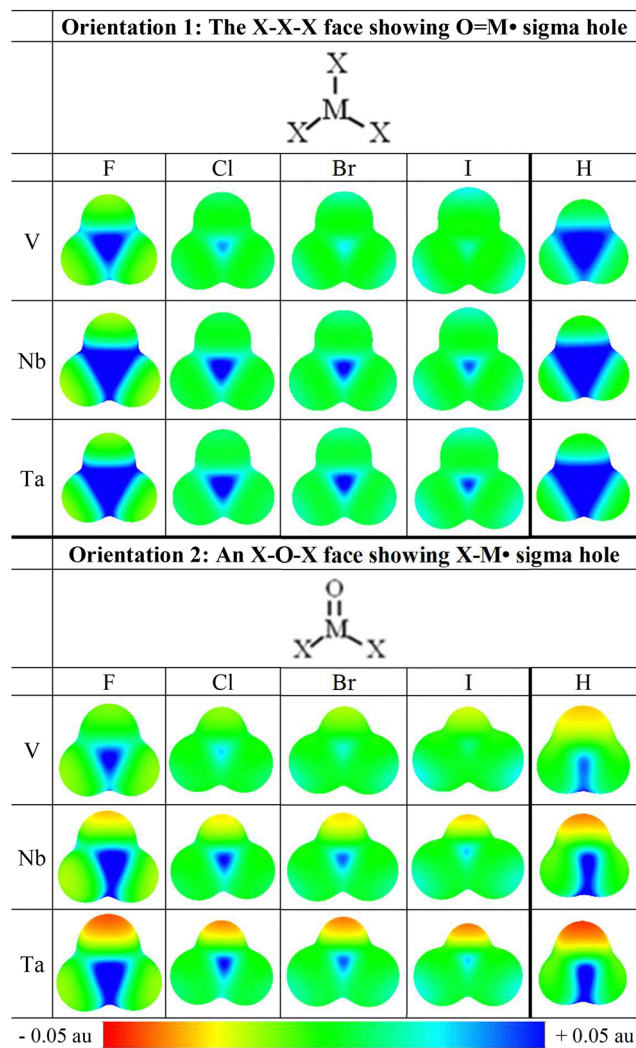 Orientation 1: The X-X-X face showing O=M• sigma hole
X
M
X X
F Cl Br I H
V
Nb
Ta
Orientation 2: An X-O-X face showing X-M• sigma hole
O
M
X X
F Cl Br I H
V
Nb
Ta
- 0.05 au + 0.05 au